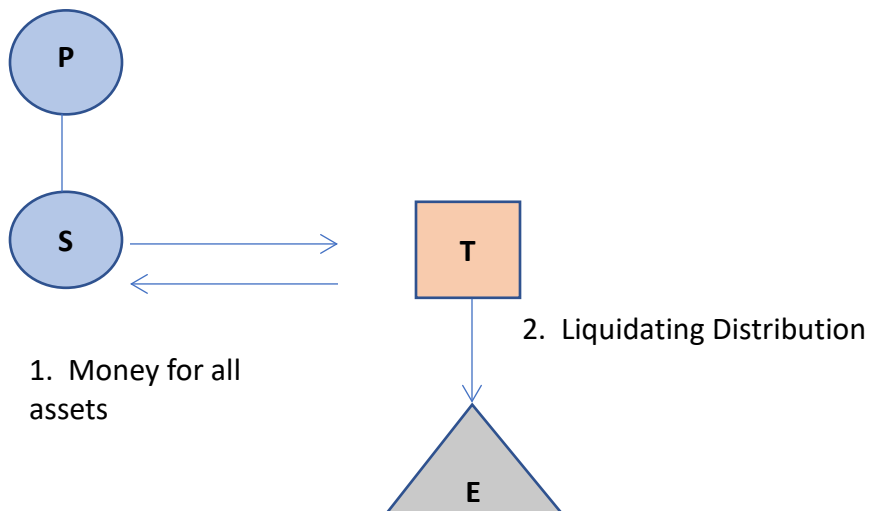 P
S
T
2. Liquidating Distribution
1. Money for all
assets
E